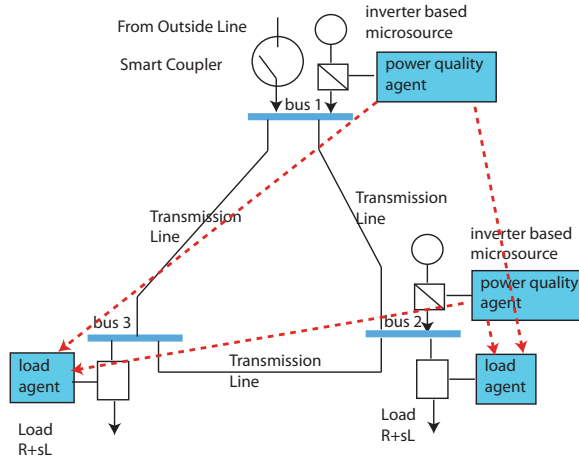 From Outside Line
Smart Coupler
inverter based
microsource
power quality
agent
bus 1
Transmission
Line
Transmission
Line
inverter based
microsource
power quality
agent
bus 3
bus 2
load
agent
Transmission
Line
load
agent
Load
R+sL
Load
R+sL